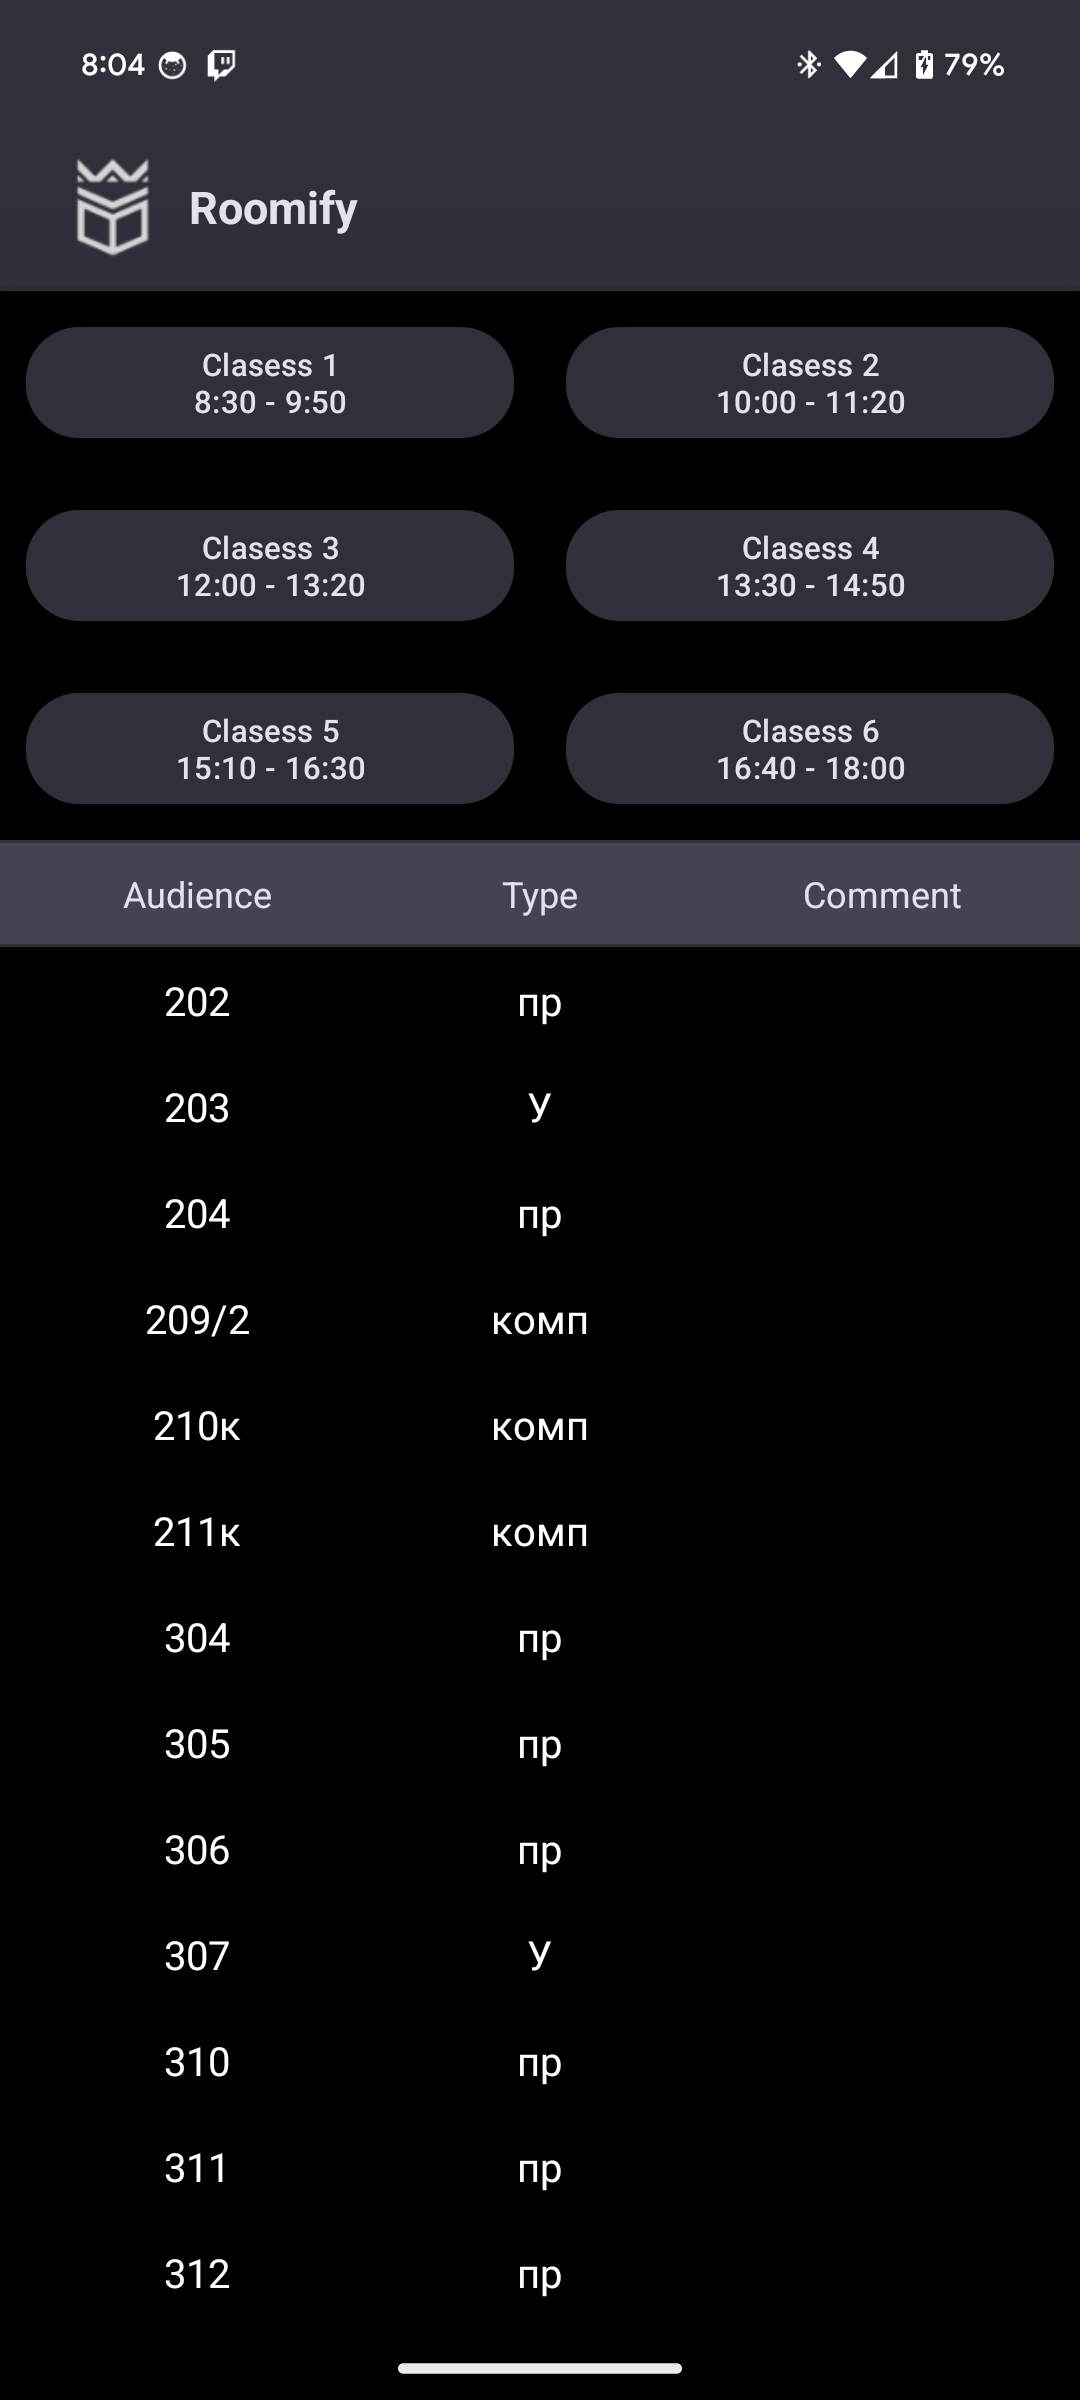 8:04 79%
Roomify
Clasess 1 Clasess 2
8:30 - 9:50 10:00 - 11:20
Clasess 3 Clasess 4
12:00 - 13:20 13:30 - 14:50
Clasess 5 Clasess 6
15:10 - 16:30 16:40 - 18:00
Audience Type Comment
202 пр
203 У
204 пр
209/2 комп
210к комп
211к комп
304 пр
305 пр
306 пр
307 У
310 пр
311 пр
312 пр